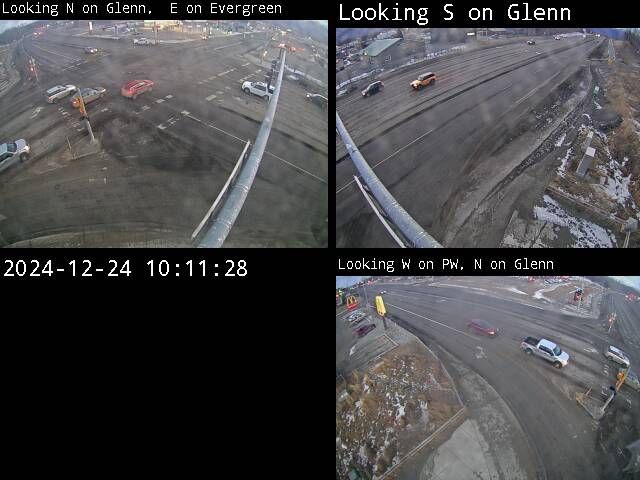 Looking N on Glenn, E on Evergreen
Looking S on Glenn
2024-12-24 10:11:28
Looking W on PW, N on Glenn